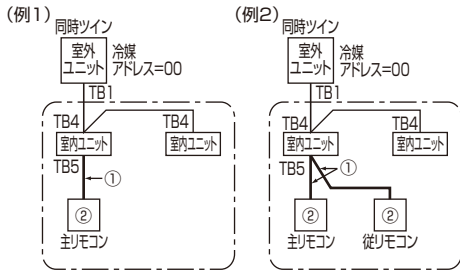 (例1)
同時ツイン
室外
ユニット
冷媒
アドレス=00
TB1
TB4
TB4
室内ユニット
室内ユニット
TB5
①
②
主リモコン
(例2)
同時ツイン
室外
ユニット
冷媒
アドレス=00
TB1
TB4
TB4
室内ユニット
室内ユニット
TB5
①
②
②
主リモコン
従リモコン